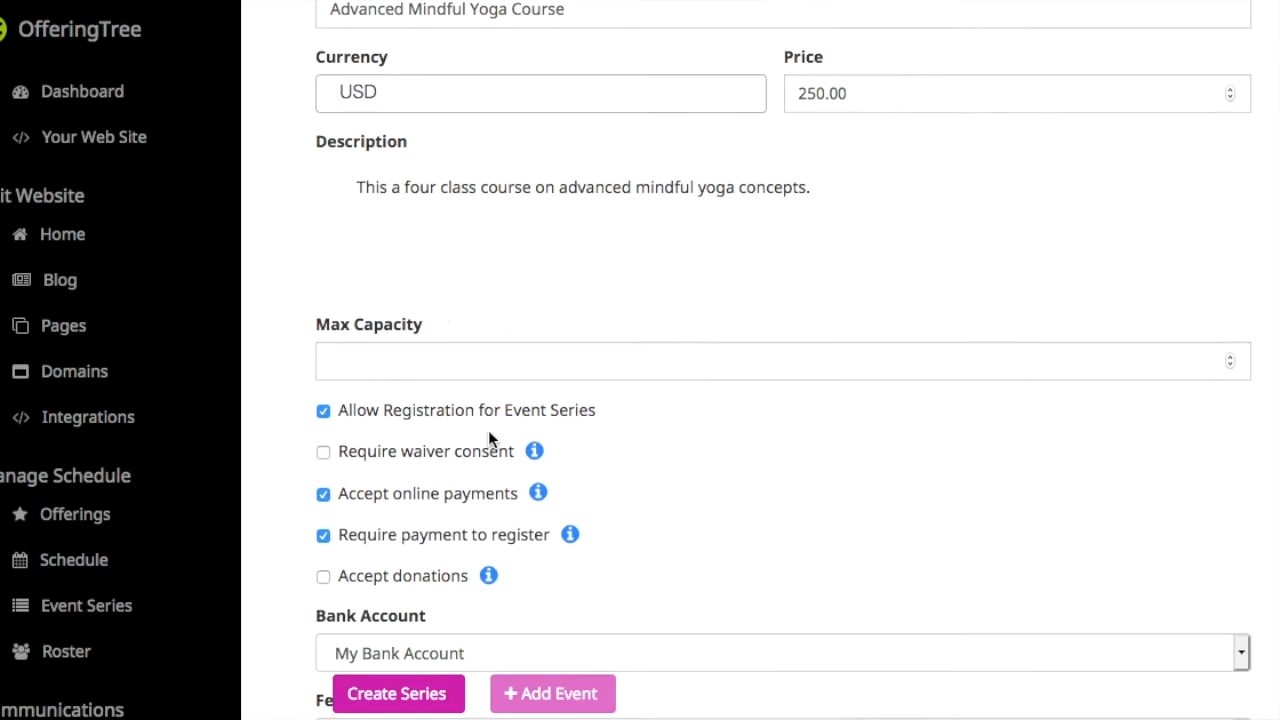 OfferingTree
Dashboard
Your Web Site
it Website
Home
Blog
Pages
Domains
Integrations
anage Schedule
Offerings
Schedule
Event Series
Roster
mmunications
Advanced Mindful Yoga Course
Currency
Price
USD
250.00
Description
This a four class course on advanced mindful yoga concepts.
Max Capacity
Allow Registration for Event Series
Require waiver consent
Accept online payments
Require payment to register
Accept donations
Bank Account
My Bank Account
Fe
Create Series
+ Add Event